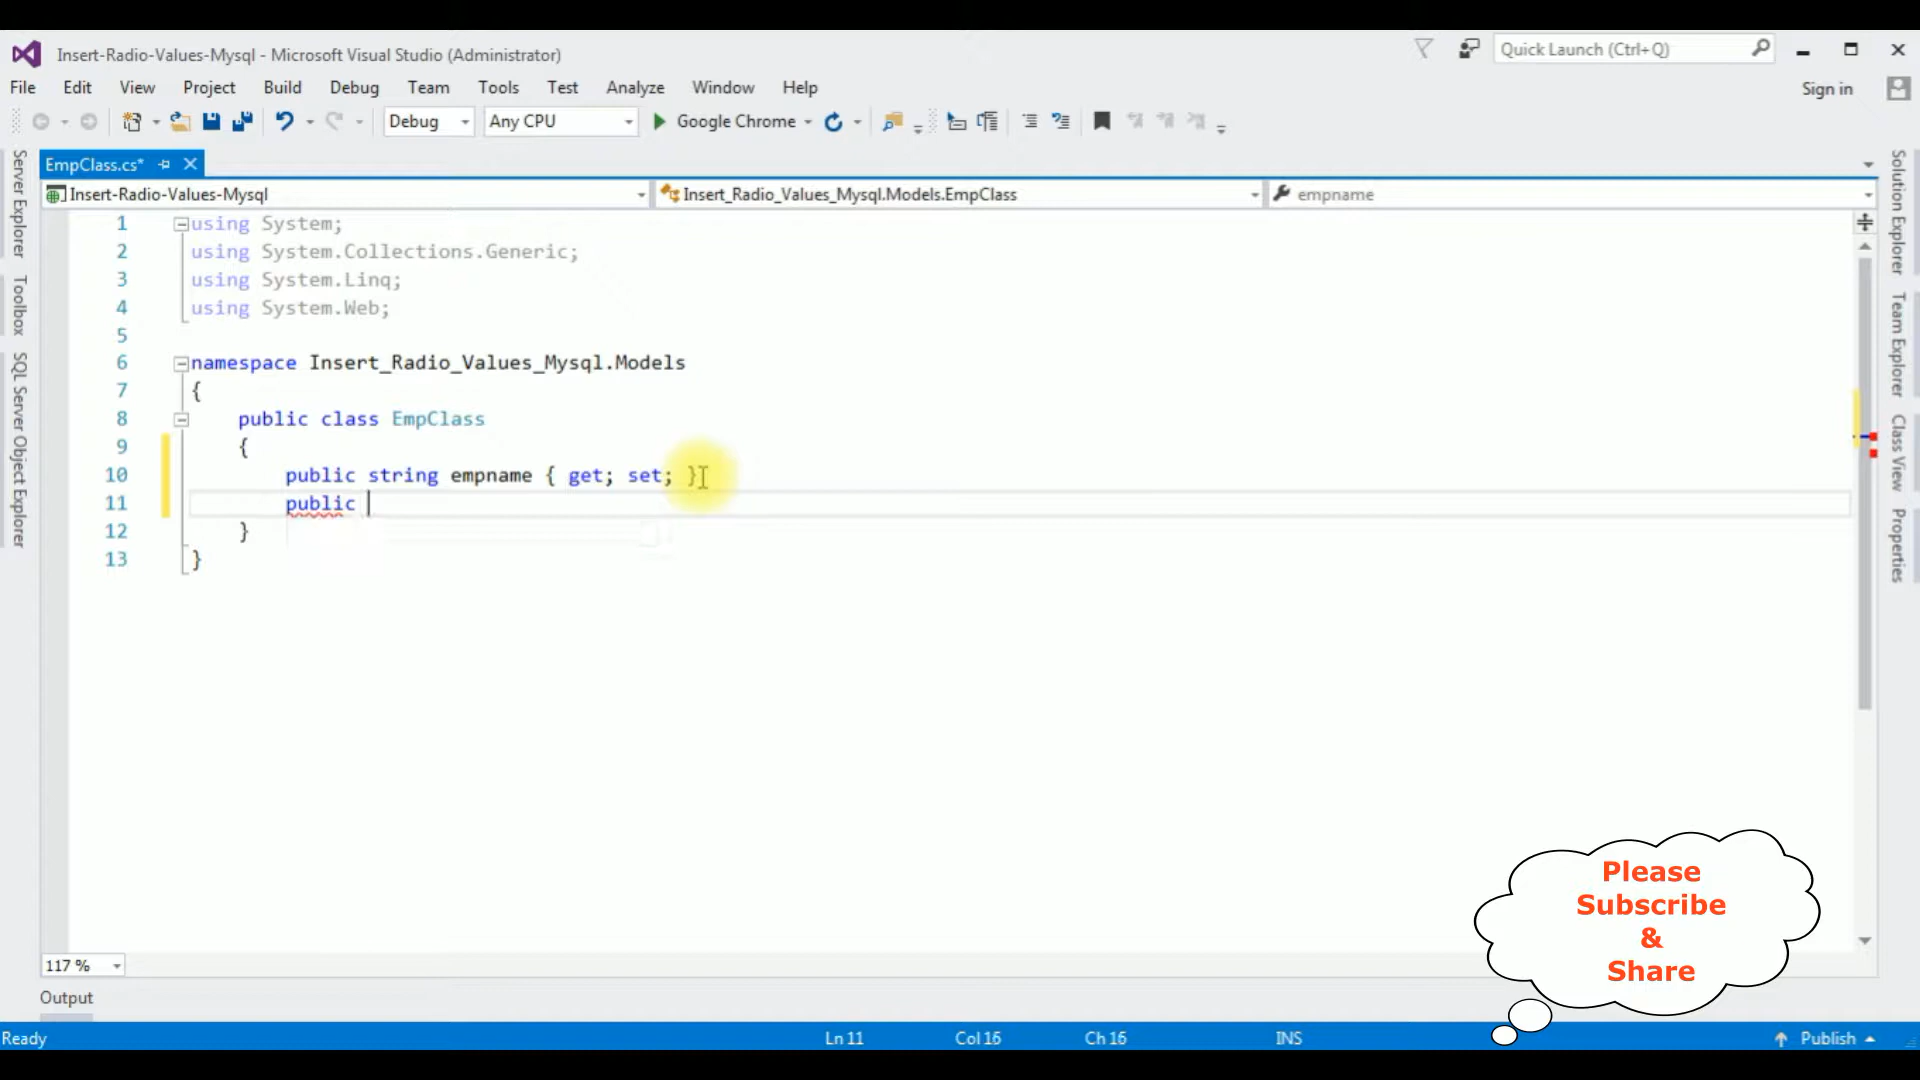 Insert-Radio-Values-Mysql - Microsoft Visual Studio (Administrator)
Quick Launch (Ctrl+Q)
File Edit View Project Build Debug Team Tools Test Analyze Window Help
Sign in
Debug Any CPU Google Chrome
Server Explorer
Toolbox
SQL Server Object Explorer
EmpClass.cs*
Insert-Radio-Values-Mysql Insert_Radio_Values_Mysql.Models.EmpClass empname
1 using System;
2 using System.Collections.Generic;
3 using System.Linq;
4 using System.Web;
5
6 namespace Insert_Radio_Values_Mysql.Models
7 {
8 public class EmpClass
9 {
10 public string empname { get; set; }
11 public
12 }
13 }
Solution Explorer
Team Explorer
Class View
Properties
Please
Subscribe
&
Share
117 %
Output
Ready Ln 11 Col 16 Ch 16 INS Publish